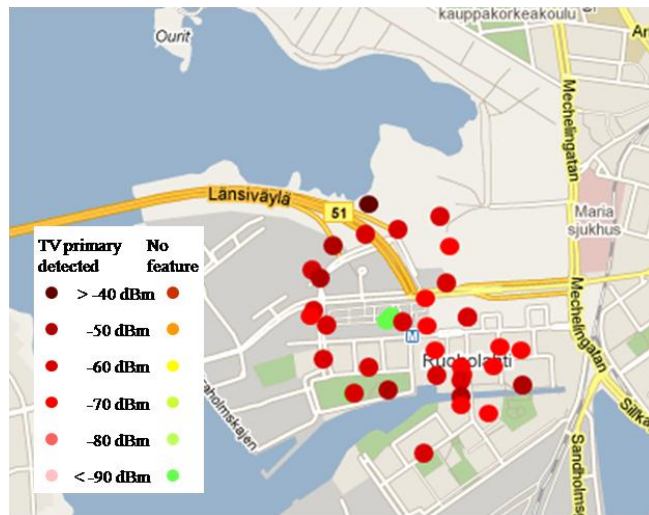 kauppakorkeakoulu
Ourit
Mechelingatan
Länsiväylä
51
Maria
sjukhus
TV primary detected
No feature
> -40 dBm
-50 dBm
-60 dBm
-70 dBm
-80 dBm
< -90 dBm
Mechelingatan
M
Ruoholahti
raholmskajen
Sandholms